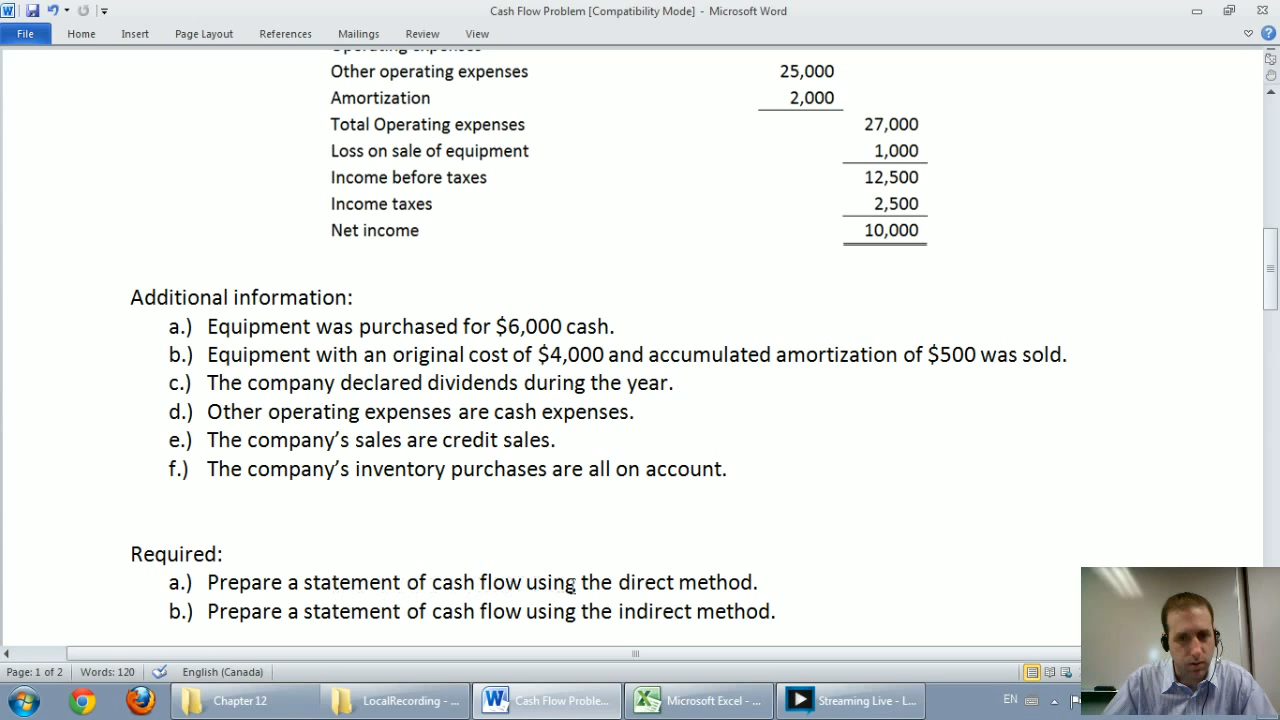 Cash Flow Problem [Compatibility Mode] - Microsoft Word
File Home Insert Page Layout References Mailings Review View
Operating expenses
Other operating expenses 25,000
Amortization 2,000
Total Operating expenses 27,000
Loss on sale of equipment 1,000
Income before taxes 12,500
Income taxes 2,500
Net income 10,000
Additional information:
a.) Equipment was purchased for $6,000 cash.
b.) Equipment with an original cost of $4,000 and accumulated amortization of $500 was sold.
c.) The company declared dividends during the year.
d.) Other operating expenses are cash expenses.
e.) The company's sales are credit sales.
f.) The company's inventory purchases are all on account.
Required:
a.) Prepare a statement of cash flow using the direct method.
b.) Prepare a statement of cash flow using the indirect method.
Page: 1 of 2 Words: 120 English (Canada)
Chapter 12 LocalRecording - ... Cash Flow Proble... Microsoft Excel - ... Streaming Live - L... EN